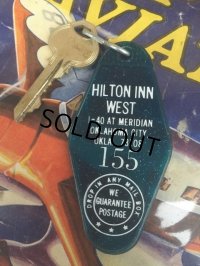 AVIA
HILTON INN
WEST
40 AT MERIDIAN
OKLAHOMA CITY
OKLA
SOLD OUT
155
DROP IN ANY MAIL BOX
WE
GUARANTEE
POSTAGE